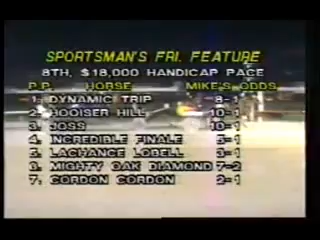 SPORTSMAN'S FRI. FEATURE
8TH, $18,000 HANDICAP PACE
P.P. HORSE MIKE'S ODDS
1. DYNAMIC TRIP 8-1
2. HOOISER HILL 10-1
3. JOSS 10-1
4. INCREDIBLE FINALE 5-1
5. LACHANCE LOBELL 3-1
6. MIGHTY OAK DIAMOND 7-2
7. CORDON CORDON 2-1